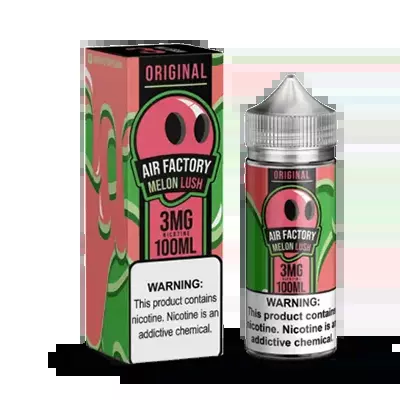 ORIGINAL
AIR FACTORY
MELON LUSH
3MG
NICOTINE
100ML
WARNING:
This product contains
nicotine. Nicotine is an
addictive chemical.
ORIGINAL
AIR FACTORY
MELON LUSH
3MG
NICOTINE
100ML
WARNING:
This product contains
nicotine. Nicotine is an
addictive chemical.